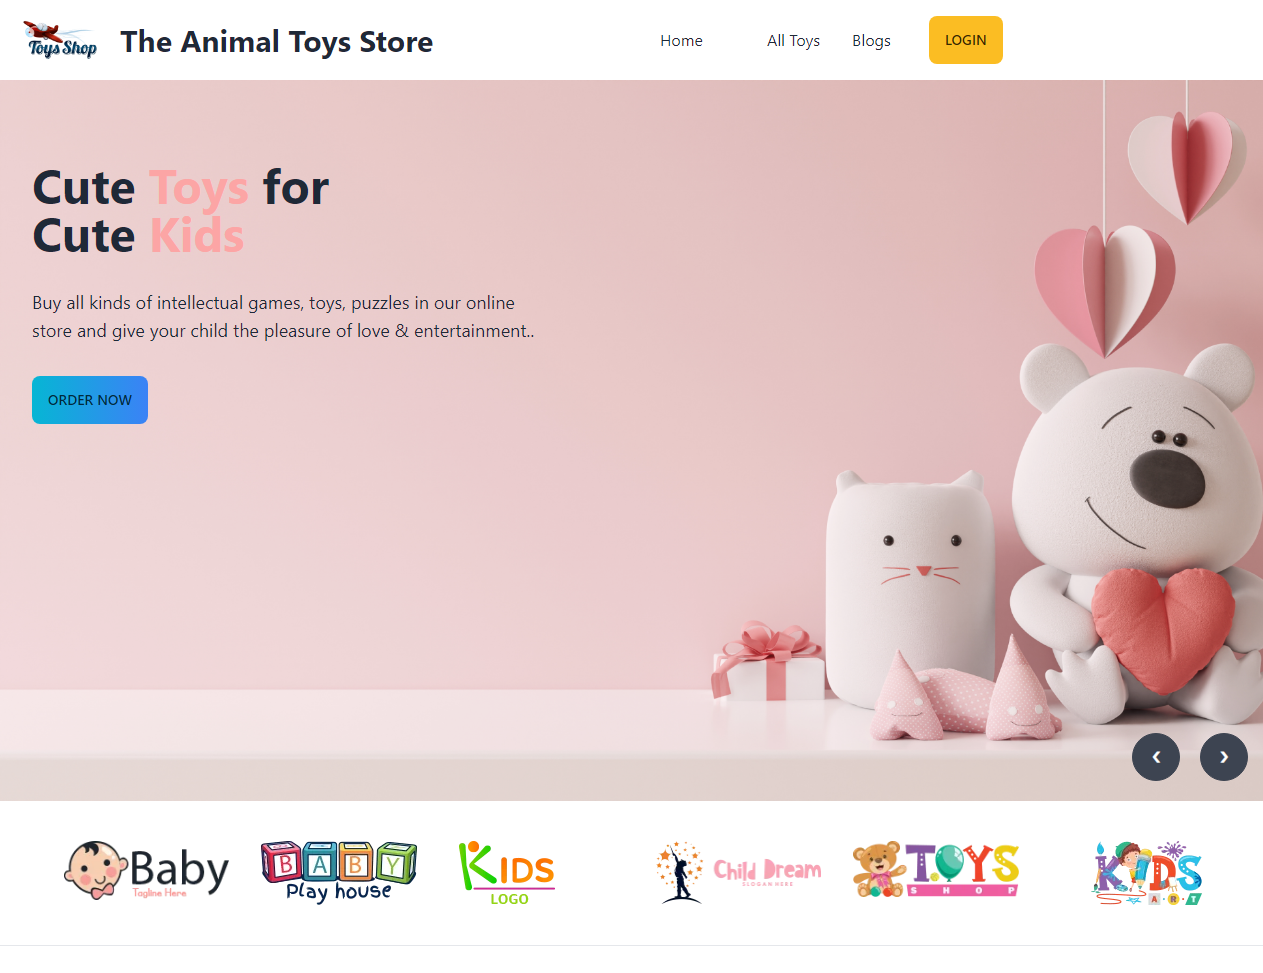 Toys Shop
The Animal Toys Store
Home
All Toys
Blogs
LOGIN
Cute Toys for
Cute Kids
Buy all kinds of intellectual games, toys, puzzles in our online
store and give your child the pleasure of love & entertainment..
ORDER NOW
❮ ❯
Baby
Tagline Here
BABY
Play house
KIDS
LOGO
Child Dream
SLOGAN HERE
TOYS
SHOP
KIDS
A·R·T